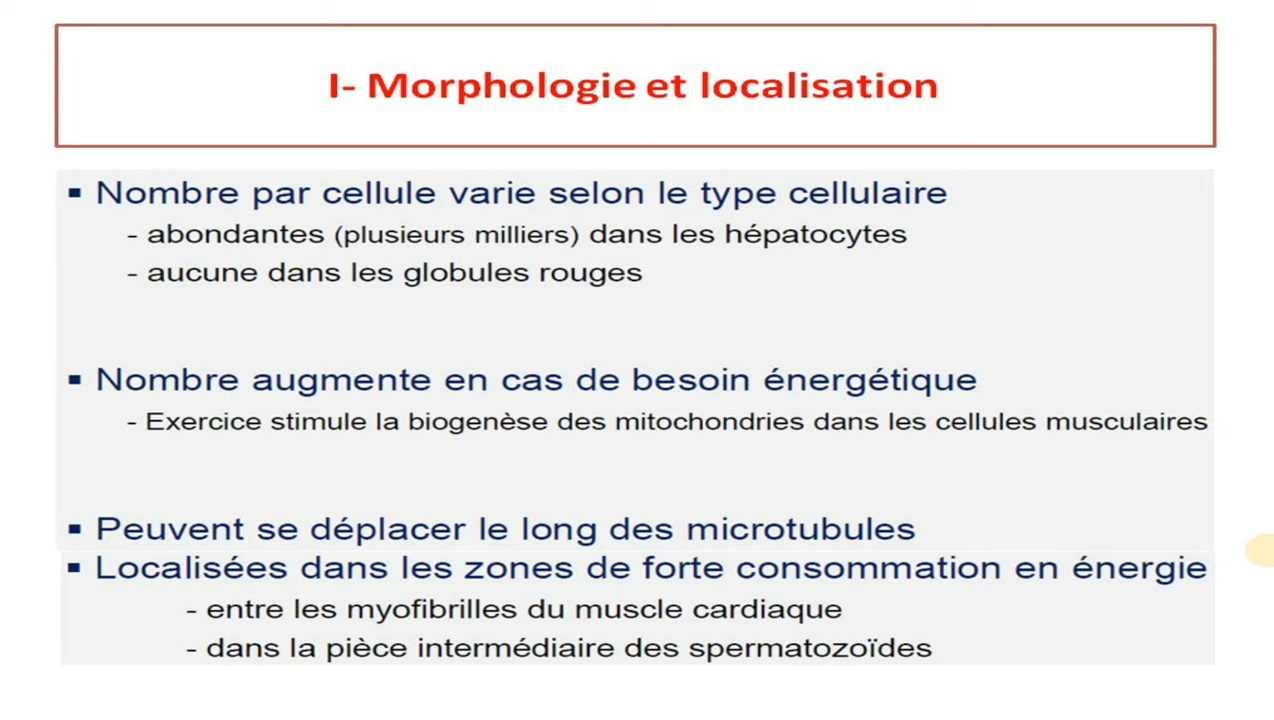 I- Morphologie et localisation
▪ Nombre par cellule varie selon le type cellulaire
- abondantes (plusieurs milliers) dans les hépatocytes
- aucune dans les globules rouges
▪ Nombre augmente en cas de besoin énergétique
- Exercice stimule la biogenèse des mitochondries dans les cellules musculaires
▪ Peuvent se déplacer le long des microtubules
▪ Localisées dans les zones de forte consommation en énergie
- entre les myofibrilles du muscle cardiaque
- dans la pièce intermédiaire des spermatozoïdes